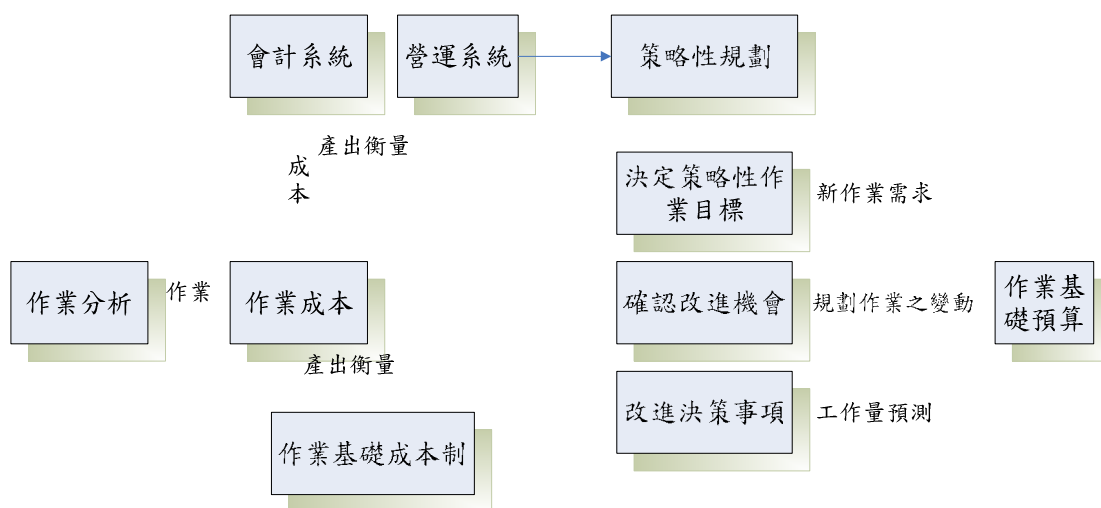 會計系統
營運系統
策略性規劃
產出衡量
成
本
決定策略性作
業目標
新作業需求
作業分析
作業
作業成本
確認改進機會
規劃作業之變動
作業基
礎預算
產出衡量
改進決策事項
工作量預測
作業基礎成本制